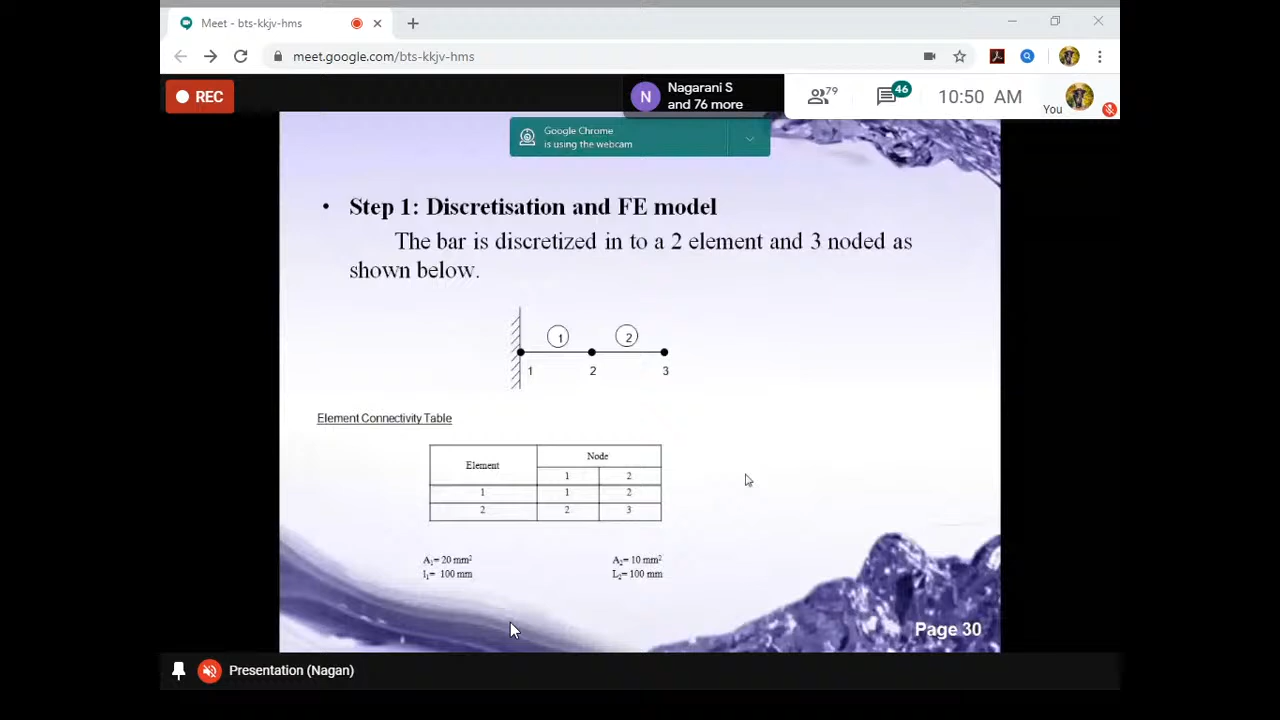 Meet - bts-kkjv-hms
meet.google.com/bts-kkjv-hms
REC
N
Nagarani S
and 76 more
79
46
10:50 AM
You
Google Chrome
is using the webcam
• Step 1: Discretisation and FE model
The bar is discretized in to a 2 element and 3 noded as
shown below.
1 2
1 2 3
Element Connectivity Table
Element Node
1 2
1 1 2
2 2 3
A₁= 20 mm² A₂= 10 mm²
l₁= 100 mm L₂= 100 mm
Page 30
Presentation (Nagan)